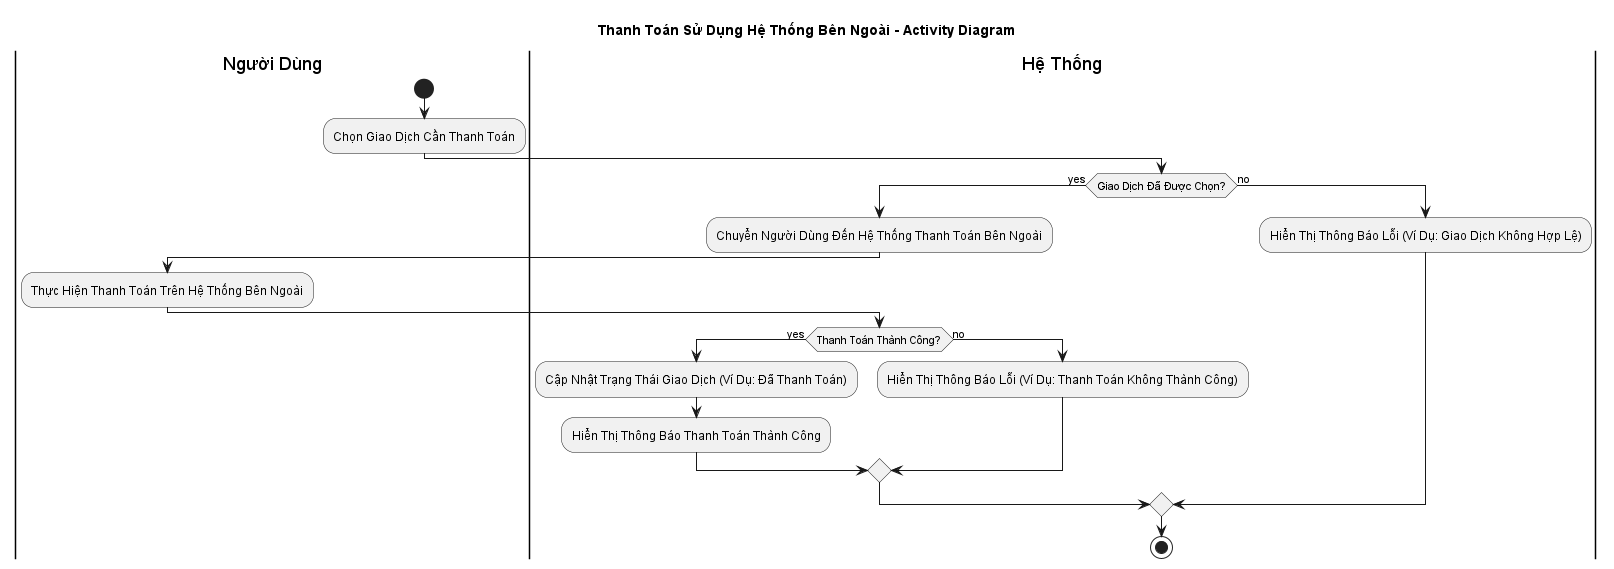 Thanh Toán Sử Dụng Hệ Thống Bên Ngoài - Activity Diagram
Người Dùng
Hệ Thống
Chọn Giao Dịch Cần Thanh Toán
Giao Dịch Đã Được Chọn?
yes
no
Chuyển Người Dùng Đến Hệ Thống Thanh Toán Bên Ngoài
Hiển Thị Thông Báo Lỗi (Ví Dụ: Giao Dịch Không Hợp Lệ)
Thực Hiện Thanh Toán Trên Hệ Thống Bên Ngoài
Thanh Toán Thành Công?
yes
no
Cập Nhật Trạng Thái Giao Dịch (Ví Dụ: Đã Thanh Toán)
Hiển Thị Thông Báo Lỗi (Ví Dụ: Thanh Toán Không Thành Công)
Hiển Thị Thông Báo Thanh Toán Thành Công